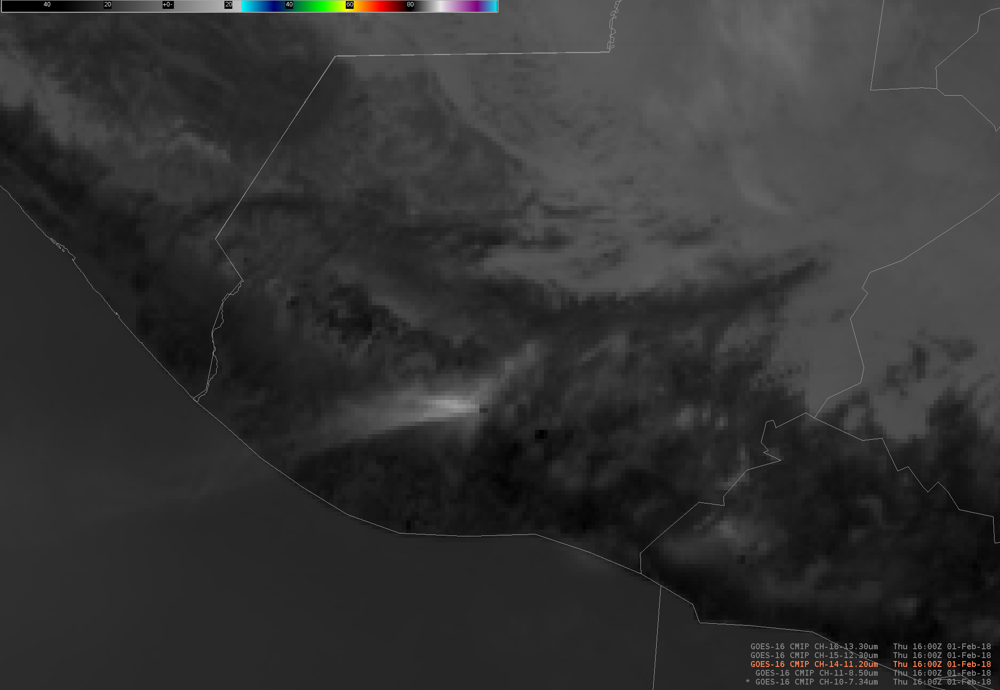 40 20 +0- 20 40 60 80
GOES-16 CMIP CH-16-13.30um Thu 16:00Z 01-Feb-18
GOES-16 CMIP CH-15-12.30um Thu 16:00Z 01-Feb-18
GOES-16 CMIP CH-14-11.20um Thu 16:00Z 01-Feb-18
GOES-16 CMIP CH-11-8.50um Thu 16:00Z 01-Feb-18
* GOES-16 CMIP CH-10-7.34um Thu 16:00Z 01-Feb-18